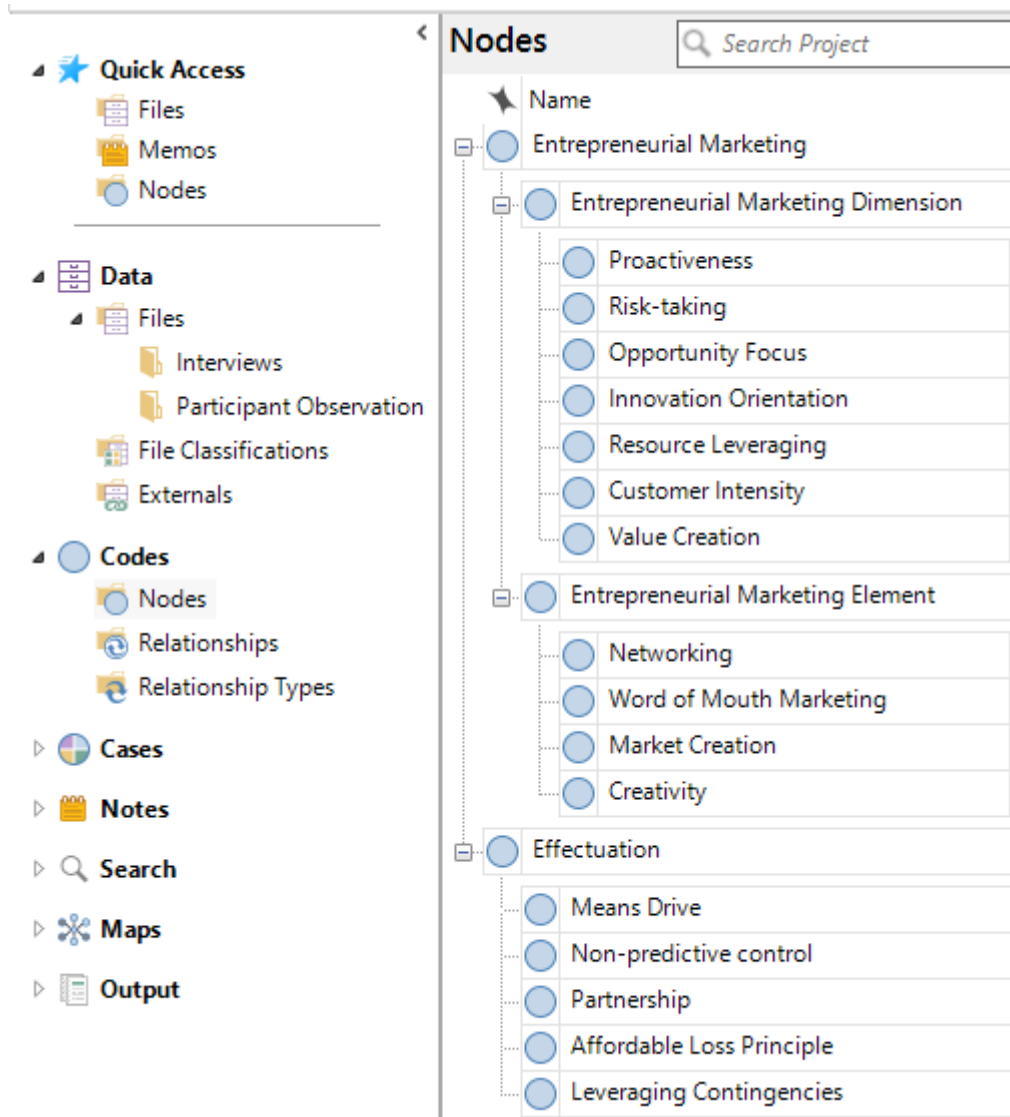 Quick Access
Files
Memos
Nodes
Data
Files
Interviews
Participant Observation
File Classifications
Externals
Codes
Nodes
Relationships
Relationship Types
Cases
Notes
Search
Maps
Output
Nodes
Search Project
Name
Entrepreneurial Marketing
Entrepreneurial Marketing Dimension
Proactiveness
Risk-taking
Opportunity Focus
Innovation Orientation
Resource Leveraging
Customer Intensity
Value Creation
Entrepreneurial Marketing Element
Networking
Word of Mouth Marketing
Market Creation
Creativity
Effectuation
Means Drive
Non-predictive control
Partnership
Affordable Loss Principle
Leveraging Contingencies